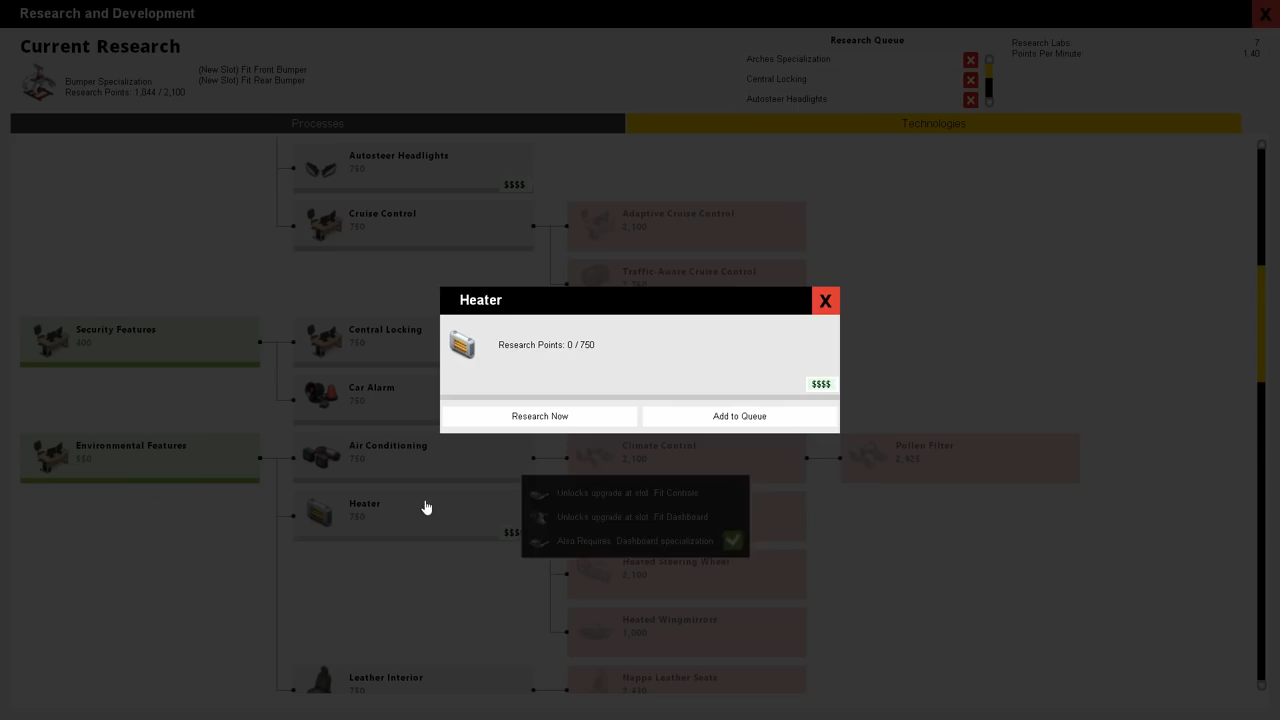 Research and Development
X
Current Research
Bumper Specialization
Research Points: 1,844 / 2,100
(New Slot) Fit Front Bumper
(New Slot) Fit Rear Bumper
Research Queue
Arches Specialization
Central Locking
Autosteer Headlights
Research Labs: 7
Points Per Minute: 1.40
Processes
Technologies
Autosteer Headlights
750
$$$$
Cruise Control
750
Adaptive Cruise Control
2,100
Traffic-Aware Cruise Control
Security Features
400
Central Locking
750
Car Alarm
750
Environmental Features
550
Air Conditioning
750
Climate Control
2,100
Pollen Filter
2,925
Heater
750
$$$
Heater
X
Research Points: 0 / 750
$$$$
Research Now
Add to Queue
Unlocks upgrade at slot: Fit Controls
Unlocks upgrade at slot: Fit Dashboard
Also Requires: Dashboard specialization
Heated Steering Wheel
2,100
Heated Wingmirrors
1,000
Leather Interior
750
Nappa Leather Seats